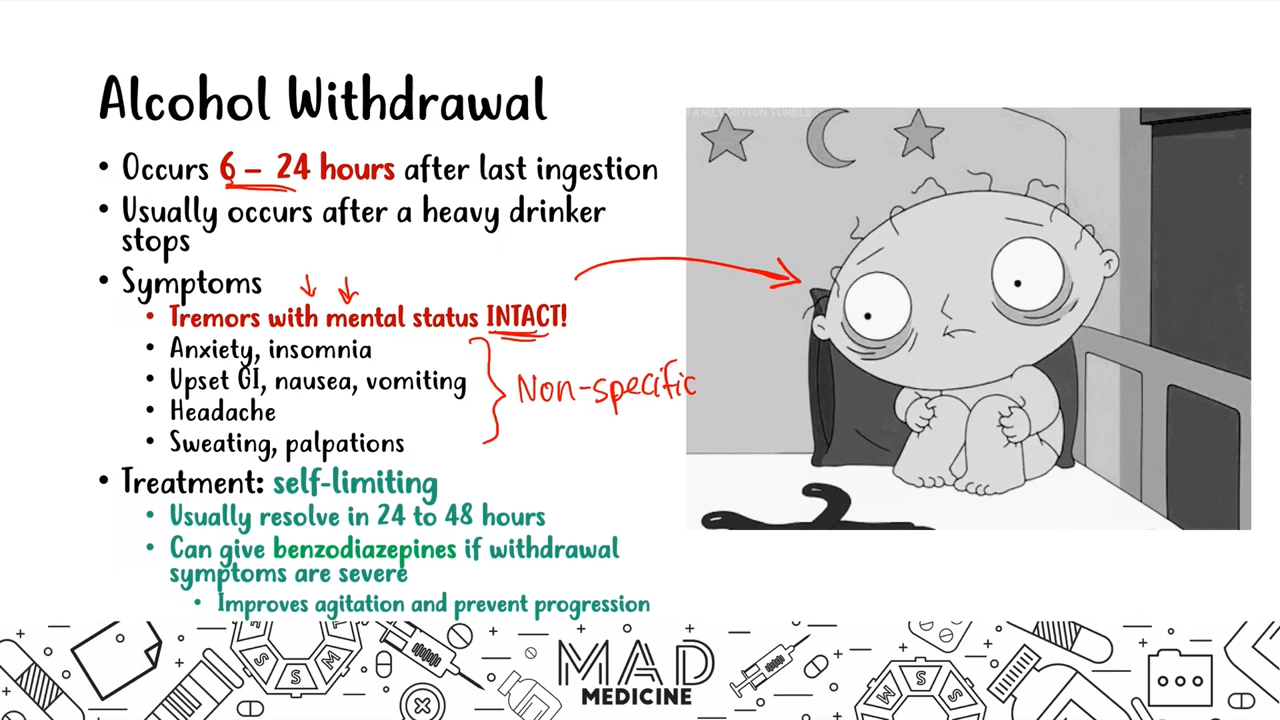 FAMILYGUYFUN.TUMBLR
Alcohol Withdrawal
• Occurs 6 – 24 hours after last ingestion
• Usually occurs after a heavy drinker
stops
• Symptoms
• Tremors with mental status INTACT!
• Anxiety, insomnia
• Upset GI, nausea, vomiting
• Headache
• Sweating, palpations
Non-specific
• Treatment: self-limiting
• Usually resolve in 24 to 48 hours
• Can give benzodiazepines if withdrawal
symptoms are severe
• Improves agitation and prevent progression
MAD
MEDICINE